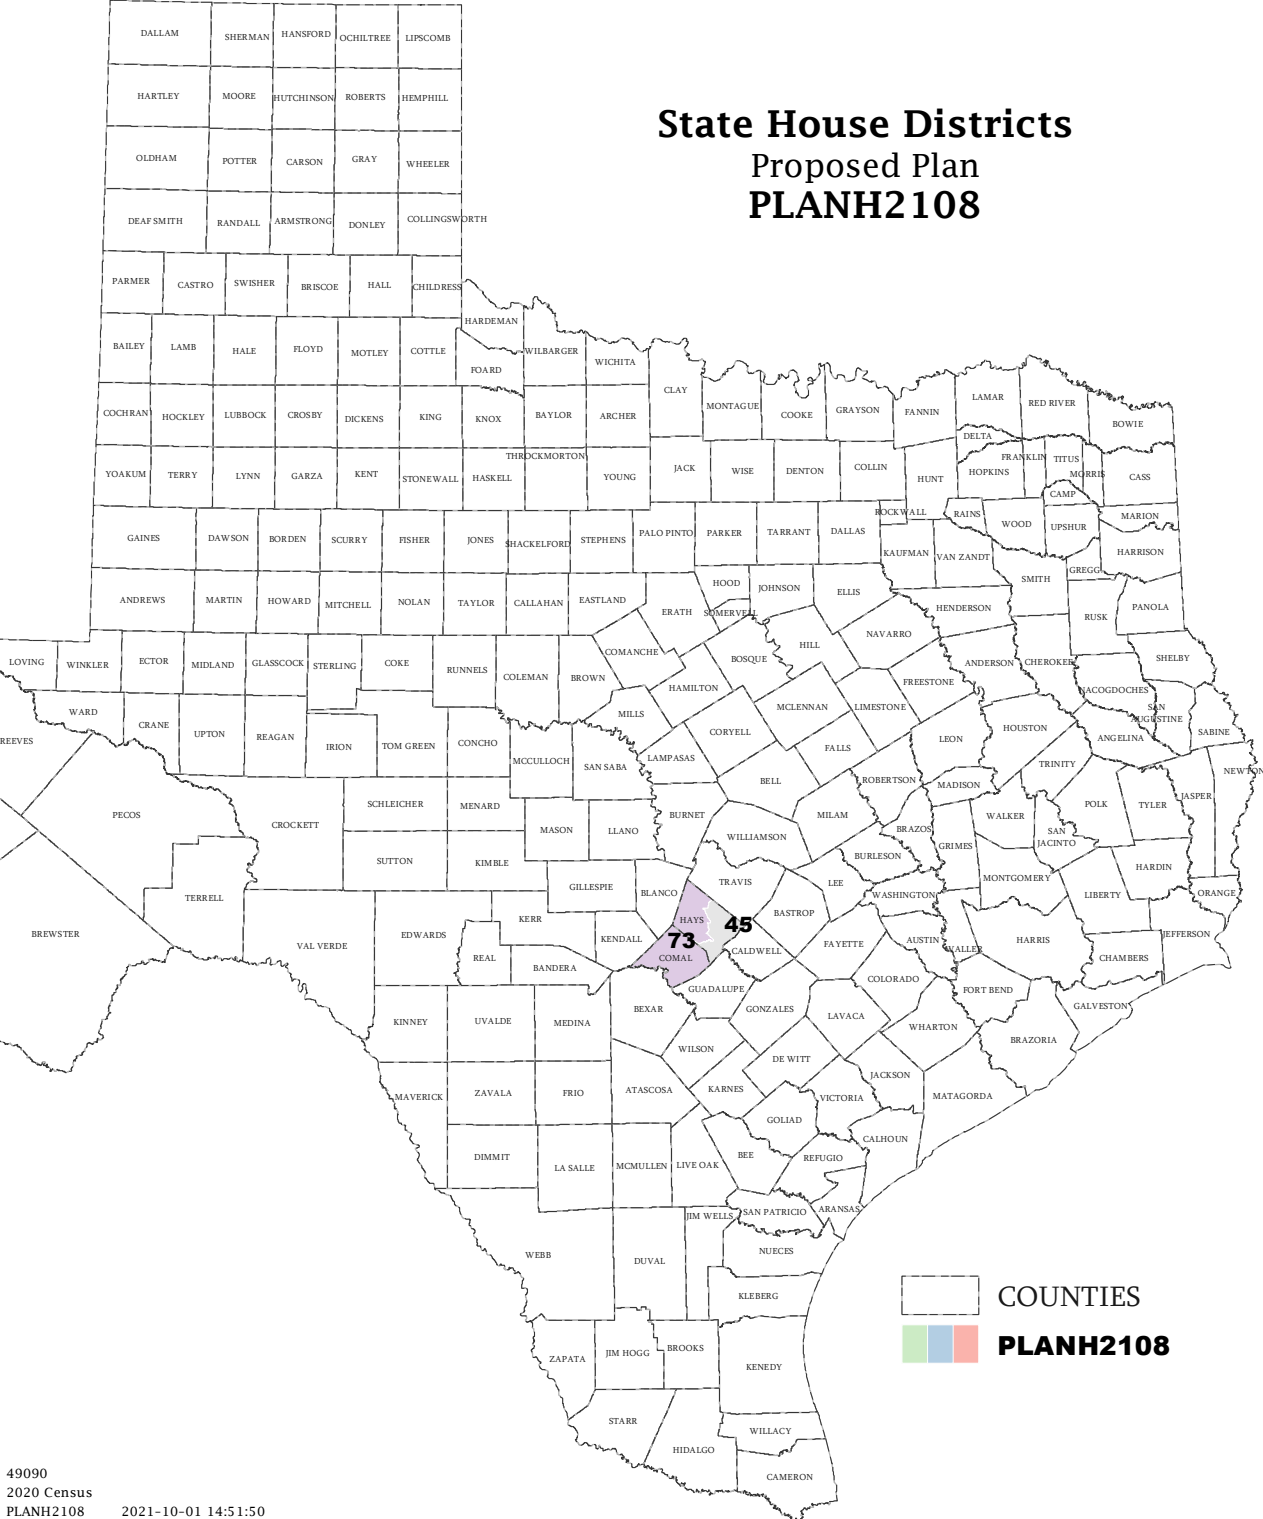 State House Districts
Proposed Plan
PLANH2108
DALLAM SHERMAN HANSFORD OCHILTREE LIPSCOMB
HARTLEY MOORE HUTCHINSON ROBERTS HEMPHILL
OLDHAM POTTER CARSON GRAY WHEELER
DEAF SMITH RANDALL ARMSTRONG DONLEY COLLINGSWORTH
PARMER CASTRO SWISHER BRISCOE HALL CHILDRESS
HARDEMAN
BAILEY LAMB HALE FLOYD MOTLEY COTTLE FOARD WILBARGER WICHITA
CLAY
COCHRAN HOCKLEY LUBBOCK CROSBY DICKENS KING KNOX BAYLOR ARCHER MONTAGUE COOKE GRAYSON FANNIN LAMAR RED RIVER BOWIE
DELTA
YOAKUM TERRY LYNN GARZA KENT STONEWALL HASKELL THROCKMORTON YOUNG JACK WISE DENTON COLLIN HUNT HOPKINS FRANKLIN TITUS MORRIS CASS
CAMP
ROCKWALL RAINS WOOD UPSHUR MARION
GAINES DAWSON BORDEN SCURRY FISHER JONES SHACKELFORD STEPHENS PALO PINTO PARKER TARRANT DALLAS KAUFMAN VAN ZANDT SMITH GREGG HARRISON
ANDREWS MARTIN HOWARD MITCHELL NOLAN TAYLOR CALLAHAN EASTLAND ERATH HOOD SOMERVELL JOHNSON ELLIS HENDERSON RUSK PANOLA
NAVARRO
LOVING WINKLER ECTOR MIDLAND GLASSCOCK STERLING COKE RUNNELS COLEMAN BROWN COMANCHE BOSQUE HILL ANDERSON CHEROKEE SHELBY
HAMILTON FREESTONE NACOGDOCHES
WARD CRANE UPTON REAGAN IRION TOM GREEN CONCHO MILLS MCLENNAN LIMESTONE SAN
AUGUSTINE
REEVES CORYELL FALLS LEON HOUSTON ANGELINA SABINE
MCCULLOCH SAN SABA LAMPASAS BELL ROBERTSON MADISON TRINITY NEWTON
PECOS CROCKETT SCHLEICHER MENARD MASON LLANO BURNET MILAM BRAZOS WALKER POLK TYLER JASPER
SAN
JACINTO
SUTTON KIMBLE WILLIAMSON BURLESON GRIMES HARDIN
TERRELL GILLESPIE BLANCO TRAVIS LEE WASHINGTON MONTGOMERY LIBERTY ORANGE
BREWSTER VAL VERDE EDWARDS KERR HAYS 45 BASTROP
REAL KENDALL 73 CALDWELL FAYETTE AUSTIN WALLER HARRIS JEFFERSON
BANDERA COMAL CHAMBERS
COLORADO FORT BEND
KINNEY UVALDE MEDINA BEXAR GUADALUPE GONZALES LAVACA WHARTON GALVESTON
BRAZORIA
WILSON DE WITT
MAVERICK ZAVALA FRIO ATASCOSA KARNES VICTORIA JACKSON MATAGORDA
GOLIAD
CALHOUN
DIMMIT LA SALLE MCMULLEN LIVE OAK BEE REFUGIO
JIM WELLS SAN PATRICIO ARANSAS
WEBB DUVAL NUECES
KLEBERG
ZAPATA JIM HOGG BROOKS KENEDY
STARR HIDALGO WILLACY
CAMERON
COUNTIES
PLANH2108
49090
2020 Census
PLANH2108 2021-10-01 14:51:50